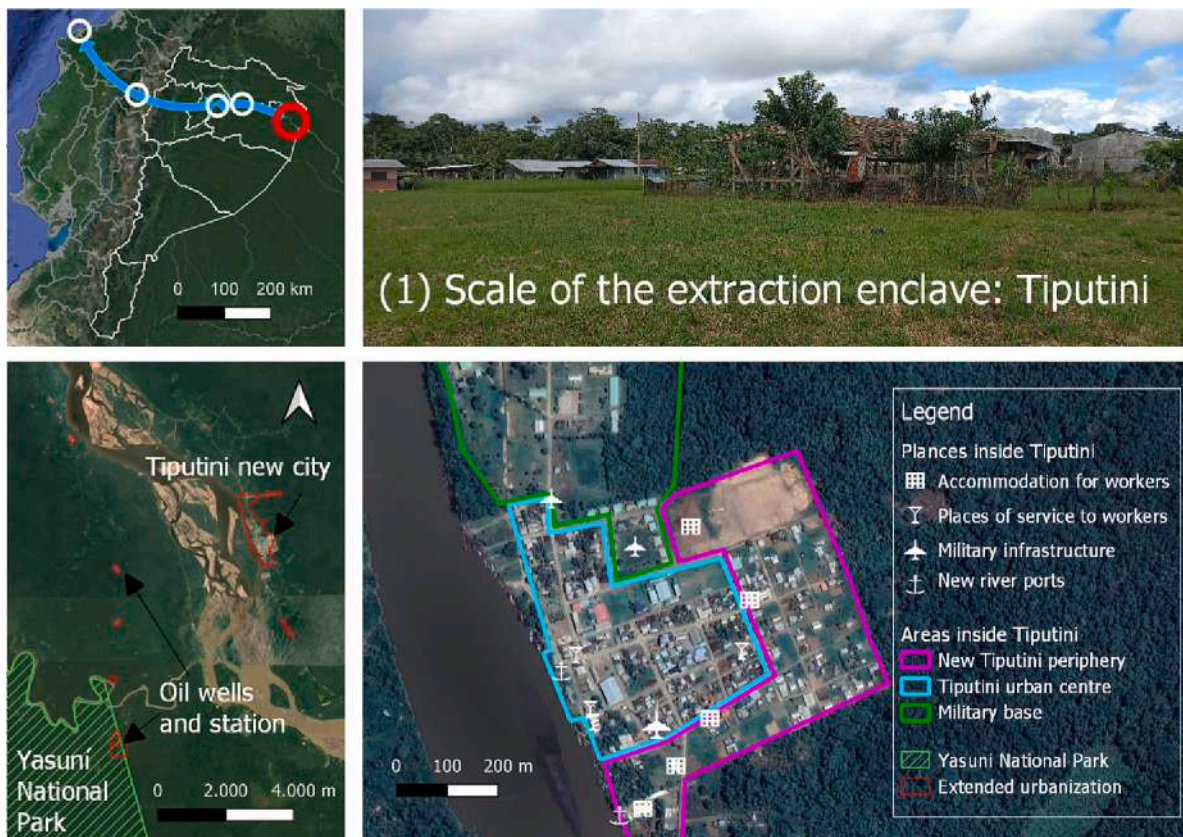 0 100 200 km
(1) Scale of the extraction enclave: Tiputini
Tiputini new city
Oil wells
and station
Yasuní
National
Park
0 2.000 4.000 m
0 100 200 m
Legend
Plances inside Tiputini
Accommodation for workers
Places of service to workers
Military infrastructure
New river ports
Areas inside Tiputini
New Tiputini periphery
Tiputini urban centre
Military base
Yasuni National Park
Extended urbanization